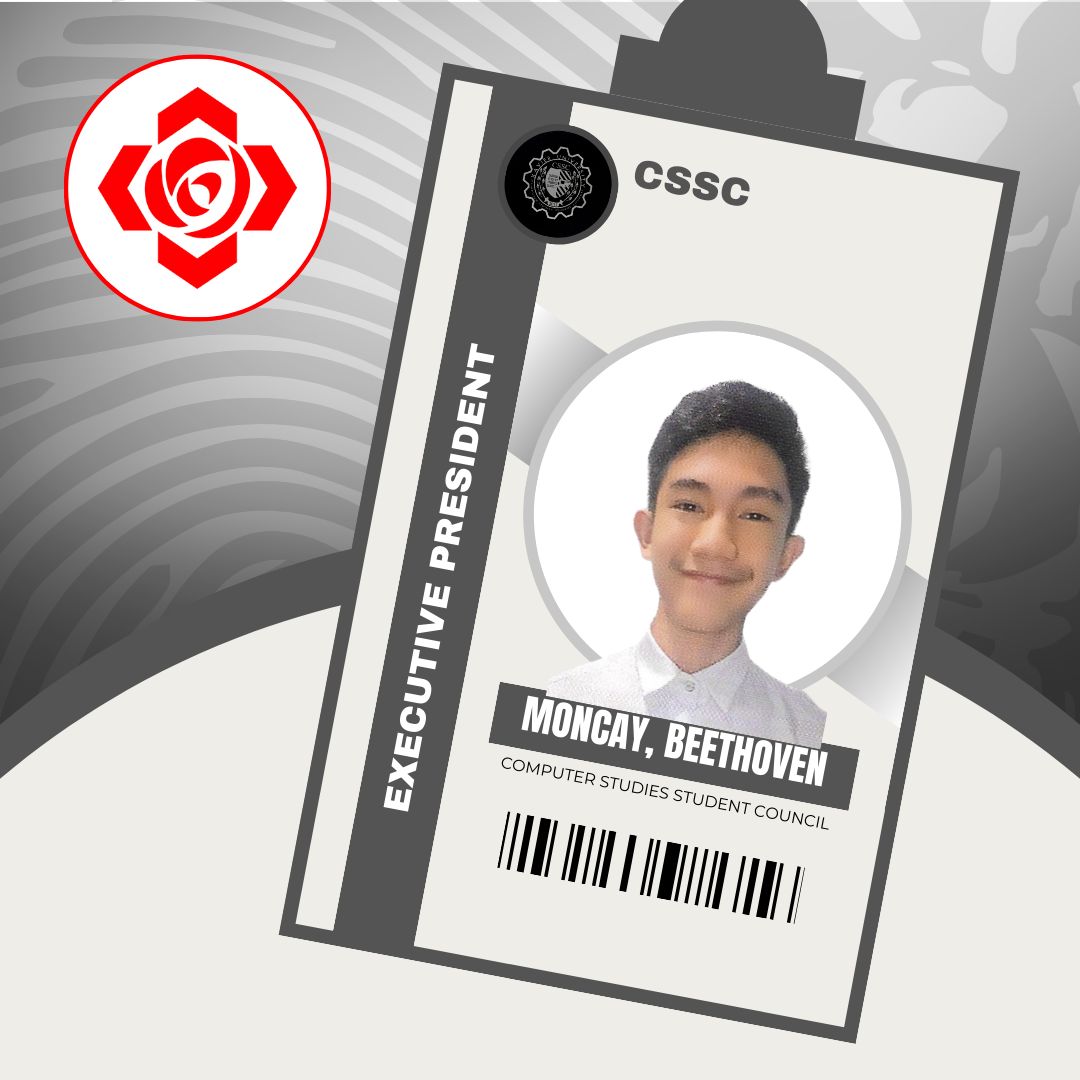 CSSC
EXECUTIVE PRESIDENT
MONCAY, BEETHOVEN
COMPUTER STUDIES STUDENT COUNCIL